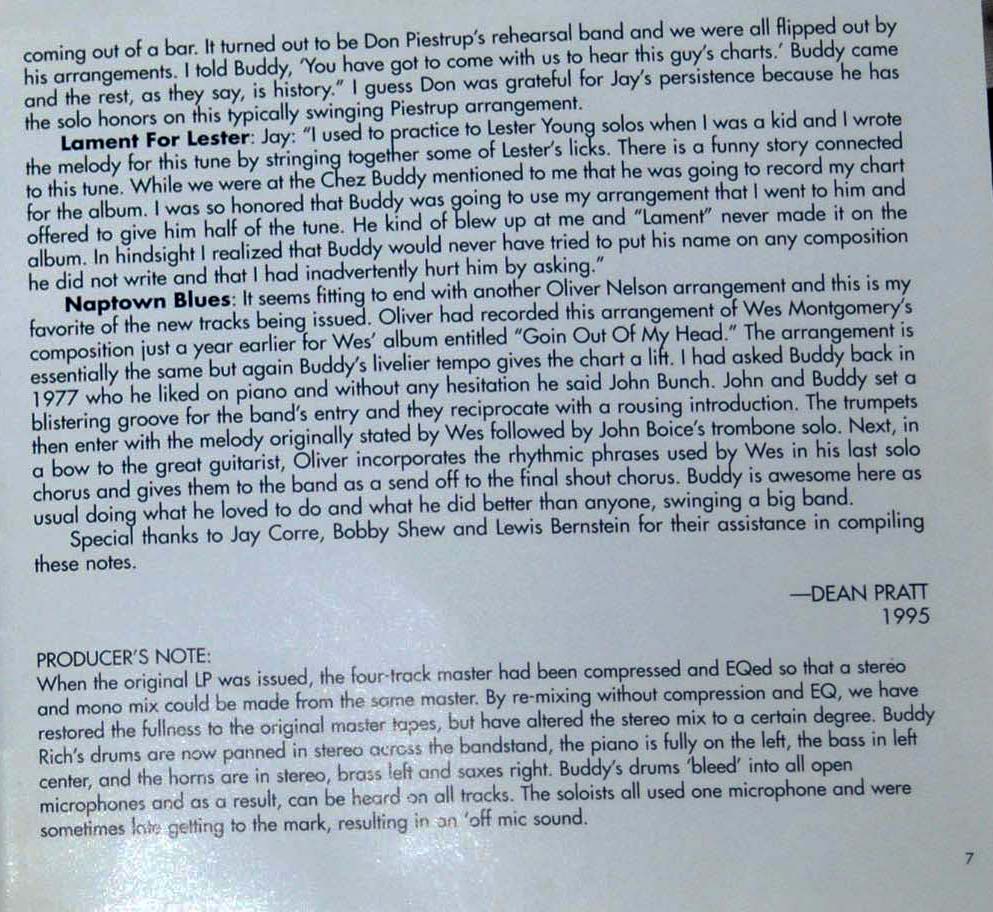 coming out of a bar. It turned out to be Don Piestrup's rehearsal band and we were all flipped out by
his arrangements. I told Buddy, 'You have got to come with us to hear this guy's charts.' Buddy came
and the rest, as they say, is history." I guess Don was grateful for Jay's persistence because he has
the solo honors on this typically swinging Piestrup arrangement.
Lament For Lester: Jay: "I used to practice to Lester Young solos when I was a kid and I wrote
the melody for this tune by stringing together some of Lester's licks. There is a funny story connected
to this tune. While we were at the Chez Buddy mentioned to me that he was going to record my chart
for the album. I was so honored that Buddy was going to use my arrangement that I went to him and
offered to give him half of the tune. He kind of blew up at me and "Lament" never made it on the
album. In hindsight I realized that Buddy would never have tried to put his name on any composition
he did not write and that I had inadvertently hurt him by asking."
Naptown Blues: It seems fitting to end with another Oliver Nelson arrangement and this is my
favorite of the new tracks being issued. Oliver had recorded this arrangement of Wes Montgomery's
composition just a year earlier for Wes' album entitled "Goin Out Of My Head." The arrangement is
essentially the same but again Buddy's livelier tempo gives the chart a lift. I had asked Buddy back in
1977 who he liked on piano and without any hesitation he said John Bunch. John and Buddy set a
blistering groove for the band's entry and they reciprocate with a rousing introduction. The trumpets
then enter with the melody originally stated by Wes followed by John Boice's trombone solo. Next, in
a bow to the great guitarist, Oliver incorporates the rhythmic phrases used by Wes in his last solo
chorus and gives them to the band as a send off to the final shout chorus. Buddy is awesome here as
usual doing what he loved to do and what he did better than anyone, swinging a big band.
Special thanks to Jay Corre, Bobby Shew and Lewis Bernstein for their assistance in compiling
these notes.
—DEAN PRATT
1995
PRODUCER'S NOTE:
When the original LP was issued, the four-track master had been compressed and EQed so that a stereo
and mono mix could be made from the same master. By re-mixing without compression and EQ, we have
restored the fullness to the original master tapes, but have altered the stereo mix to a certain degree. Buddy
Rich's drums are now panned in stereo across the bandstand, the piano is fully on the left, the bass in left
center, and the horns are in stereo, brass left and saxes right. Buddy's drums 'bleed' into all open
microphones and as a result, can be heard on all tracks. The soloists all used one microphone and were
sometimes late getting to the mark, resulting in an 'off mic sound.
7